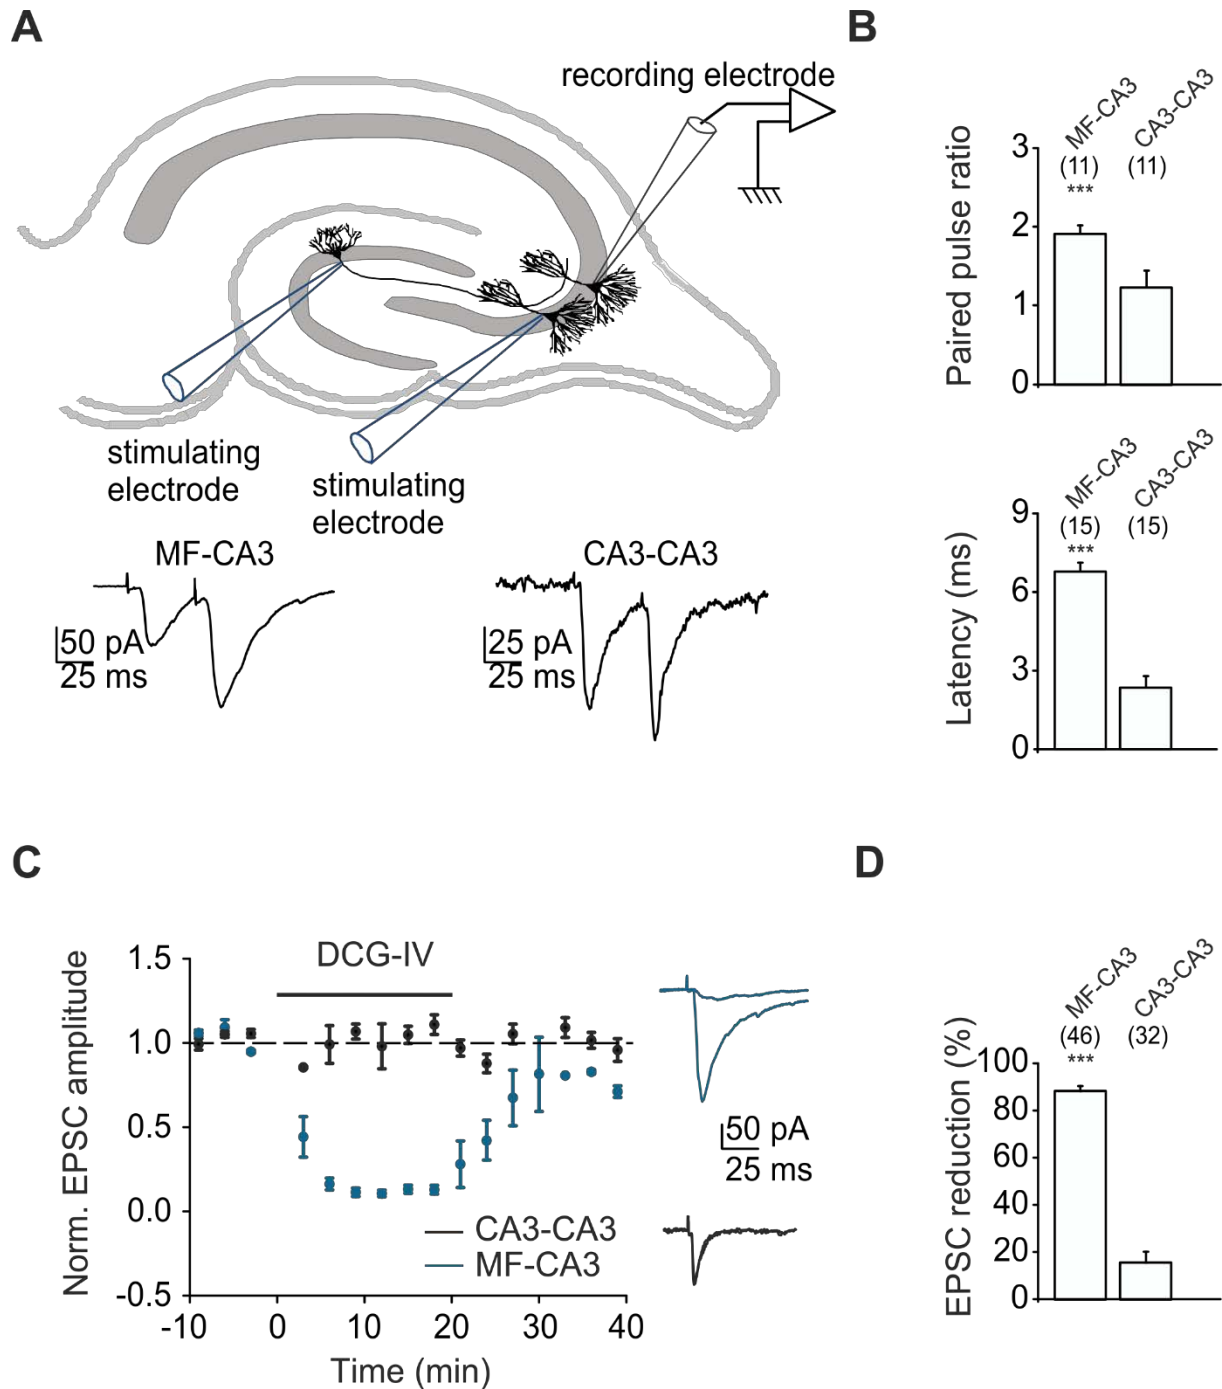 A
recording electrode
stimulating
electrode
stimulating
electrode
MF-CA3
50 pA
25 ms
CA3-CA3
25 pA
25 ms
B
Paired pulse ratio
MF-CA3
CA3-CA3
(11)
(11)
***
3
2
1
0
Latency (ms)
MF-CA3
CA3-CA3
(15)
(15)
***
9
6
3
0
C
Norm. EPSC amplitude
DCG-IV
1.5
1.0
0.5
0.0
-0.5
CA3-CA3
MF-CA3
-10
0
10
20
30
40
Time (min)
50 pA
25 ms
D
EPSC reduction (%)
MF-CA3
CA3-CA3
(46)
(32)
***
100
80
60
40
20
0